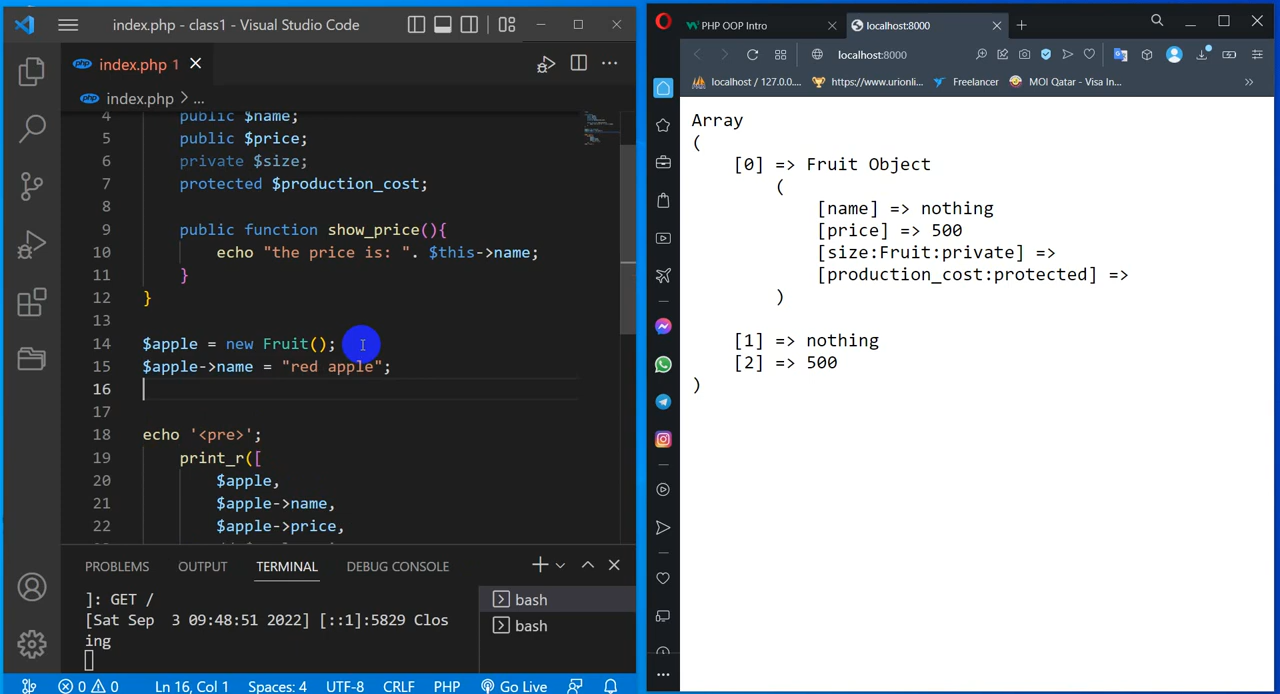 index.php - class1 - Visual Studio Code
index.php 1
index.php > ...
4 public $name;
5 public $price;
6 private $size;
7 protected $production_cost;
8
9 public function show_price(){
10 echo "the price is: ". $this->name;
11 }
12 }
13
14 $apple = new Fruit();
15 $apple->name = "red apple";
16
17
18 echo '<pre>';
19 print_r([
20 $apple,
21 $apple->name,
22 $apple->price,
PROBLEMS OUTPUT TERMINAL DEBUG CONSOLE
]: GET /
[Sat Sep  3 09:48:51 2022] [::1]:5829 Clos
ing
bash
bash
0 0 Ln 16, Col 1 Spaces: 4 UTF-8 CRLF PHP Go Live
PHP OOP Intro
localhost:8000
localhost:8000
localhost / 127.0.0....
https://www.urionli...
Freelancer
MOI Qatar - Visa In...
Array
(
[0] => Fruit Object
(
[name] => nothing
[price] => 500
[size:Fruit:private] =>
[production_cost:protected] =>
)
[1] => nothing
[2] => 500
)